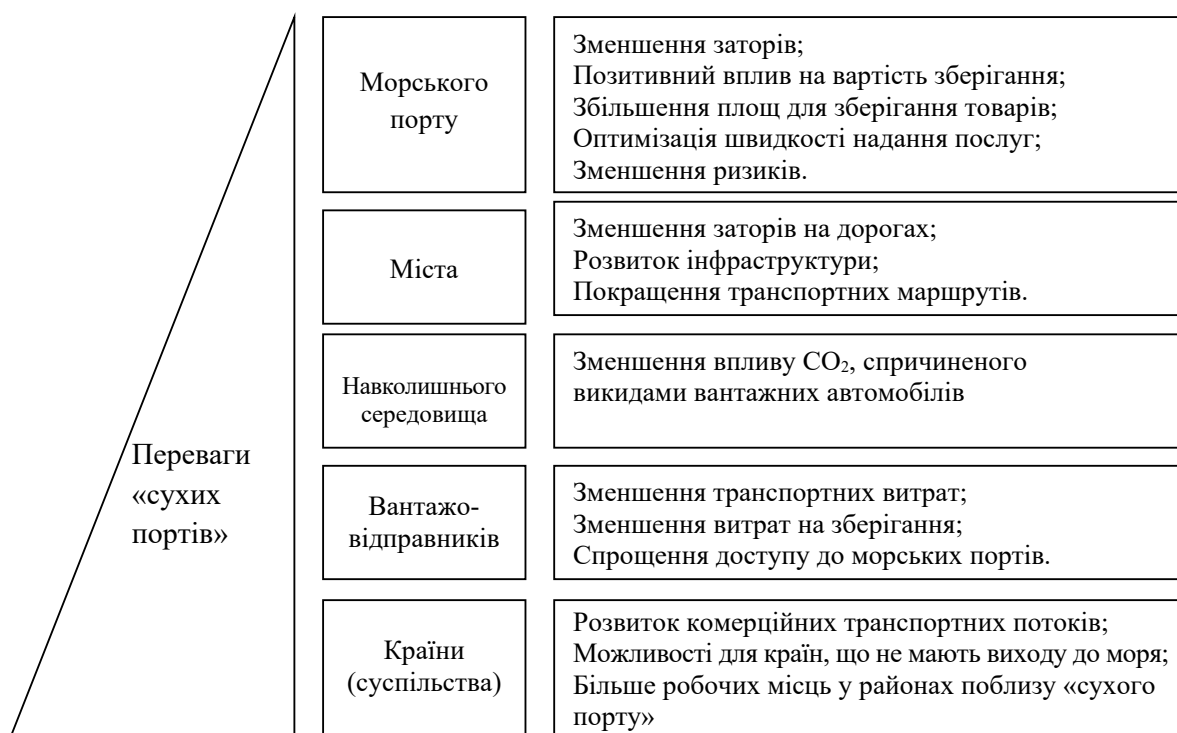 Переваги
«сухих
портів»
Морського
порту
Зменшення заторів;
Позитивний вплив на вартість зберігання;
Збільшення площ для зберігання товарів;
Оптимізація швидкості надання послуг;
Зменшення ризиків.
Міста
Зменшення заторів на дорогах;
Розвиток інфраструктури;
Покращення транспортних маршрутів.
Навколишнього
середовища
Зменшення впливу CO₂, спричиненого
викидами вантажних автомобілів
Вантажо-
відправників
Зменшення транспортних витрат;
Зменшення витрат на зберігання;
Спрощення доступу до морських портів.
Країни
(суспільства)
Розвиток комерційних транспортних потоків;
Можливості для країн, що не мають виходу до моря;
Більше робочих місць у районах поблизу «сухого
порту»